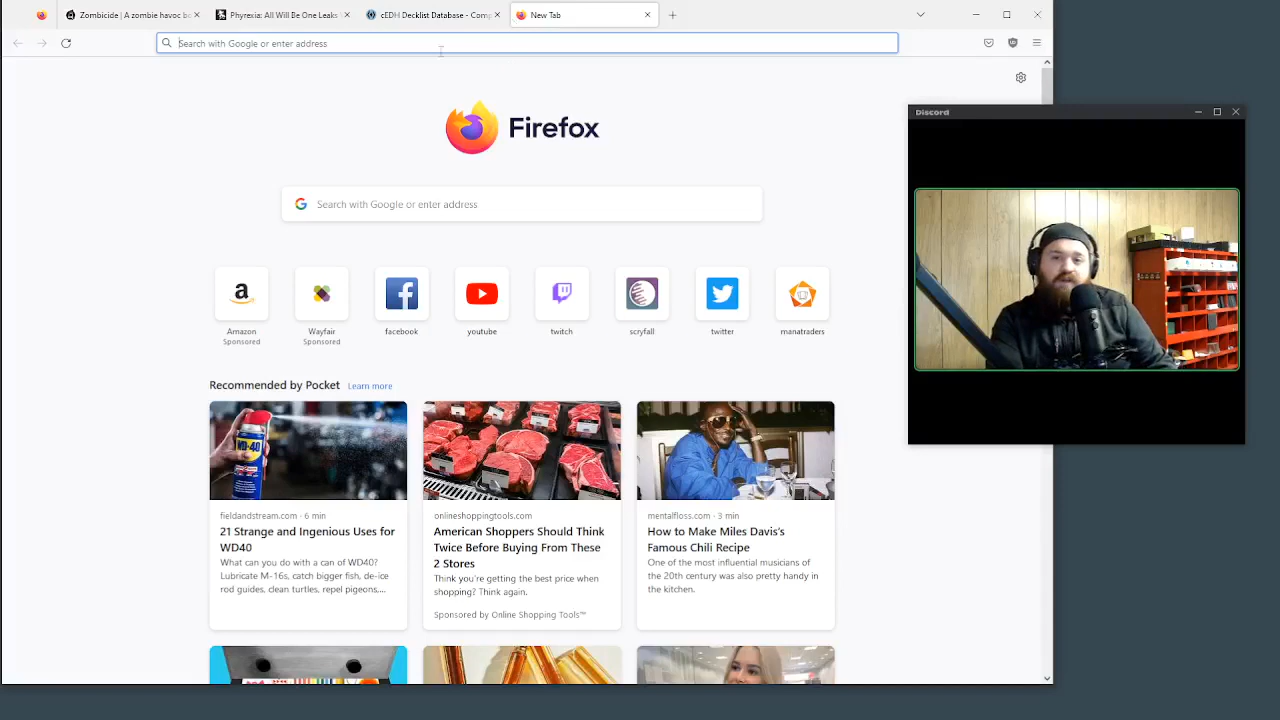 Zombicide | A zombie havoc bo
Phyrexia: All Will Be One Leaks
cEDH Decklist Database - Comp
New Tab
Search with Google or enter address
Firefox
Search with Google or enter address
Amazon
Sponsored
Wayfair
Sponsored
facebook
youtube
twitch
scryfall
twitter
manatraders
Recommended by Pocket Learn more
WD-40
fieldandstream.com · 6 min
21 Strange and Ingenious Uses for
WD40
What can you do with a can of WD40?
Lubricate M-16s, catch bigger fish, de-ice
rod guides, clean turtles, repel pigeons,...
onlineshoppingtools.com
American Shoppers Should Think
Twice Before Buying From These
2 Stores
Think you're getting the best price when
shopping? Think again.
Sponsored by Online Shopping Tools™
mentalfloss.com · 3 min
How to Make Miles Davis's
Famous Chili Recipe
One of the most influential musicians of
the 20th century was also pretty handy in
the kitchen.
Discord